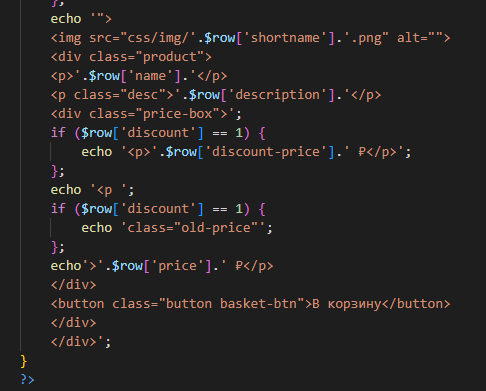 };
echo '">
<img src="css/img/'.$row['shortname'].'.png" alt="">
<div class="product">
<p>'.$row['name'].'</p>
<p class="desc">'.$row['description'].'</p>
<div class="price-box">';
if ($row['discount'] == 1) {
echo '<p>'.$row['discount-price'].' ₽</p>';
};
echo '<p ';
if ($row['discount'] == 1) {
echo 'class="old-price"';
};
echo'>'.$row['price'].' ₽</p>
</div>
<button class="button basket-btn">В корзину</button>
</div>
</div>';
}
?>